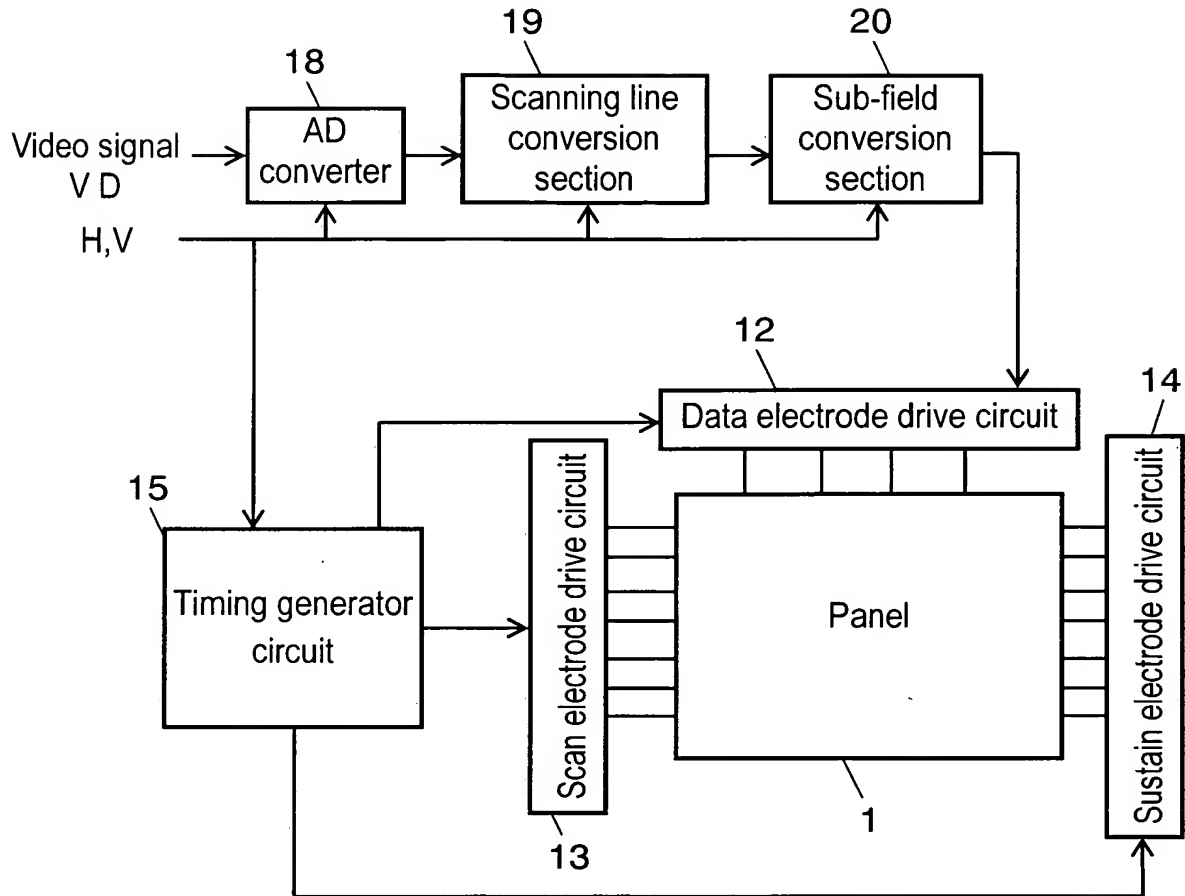 18
19
20
Video signal
V D
AD
converter
Scanning line
conversion
section
Sub-field
conversion
section
H,V
12
14
Data electrode drive circuit
15
Timing generator
circuit
Scan electrode drive circuit
Panel
Sustain electrode drive circuit
13
1